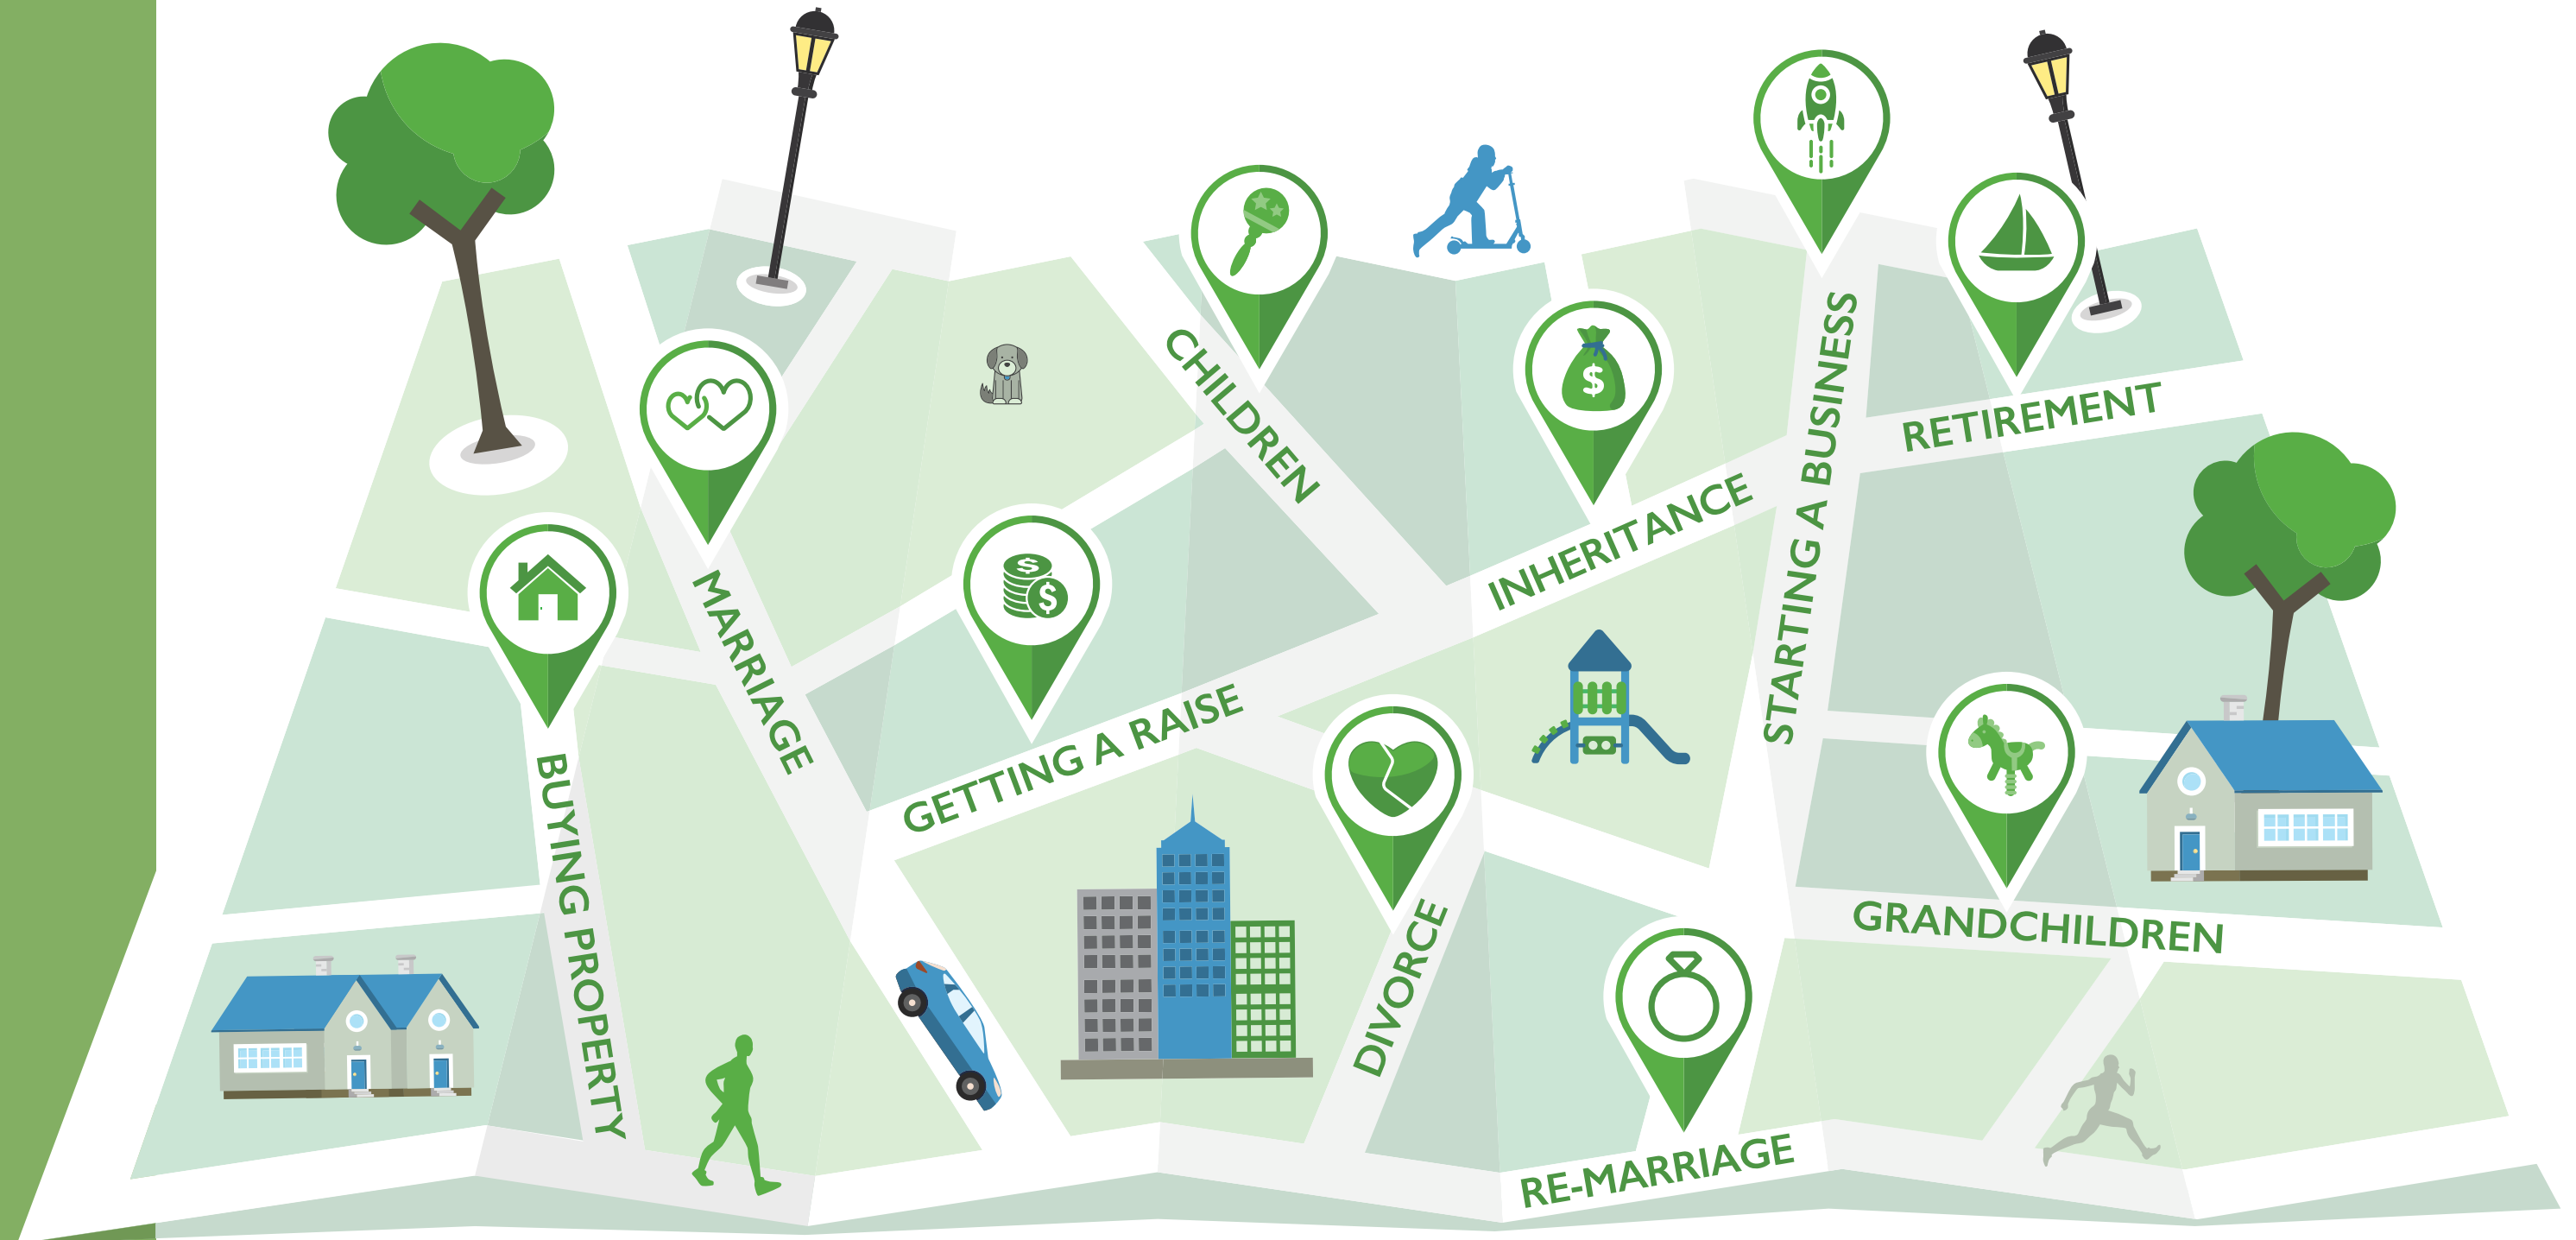 CHILDREN
$
STARTING A BUSINESS
RETIREMENT
INHERITANCE
$
$
MARRIAGE
GETTING A RAISE
BUYING PROPERTY
DIVORCE
GRANDCHILDREN
RE-MARRIAGE